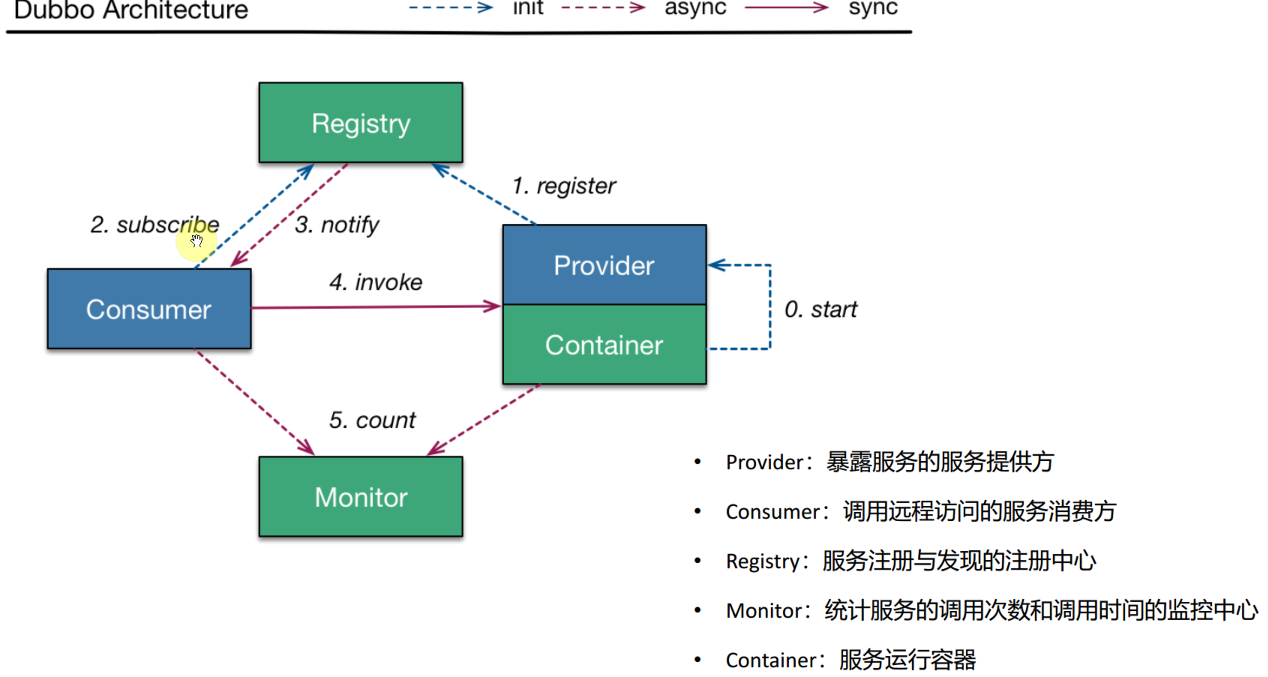 Dubbo Architecture
init
async
sync
Registry
1. register
2. subscribe
3. notify
Provider
4. invoke
Consumer
0. start
Container
5. count
Monitor
• Provider：暴露服务的服务提供方
• Consumer：调用远程访问的服务消费方
• Registry：服务注册与发现的注册中心
• Monitor：统计服务的调用次数和调用时间的监控中心
• Container：服务运行容器